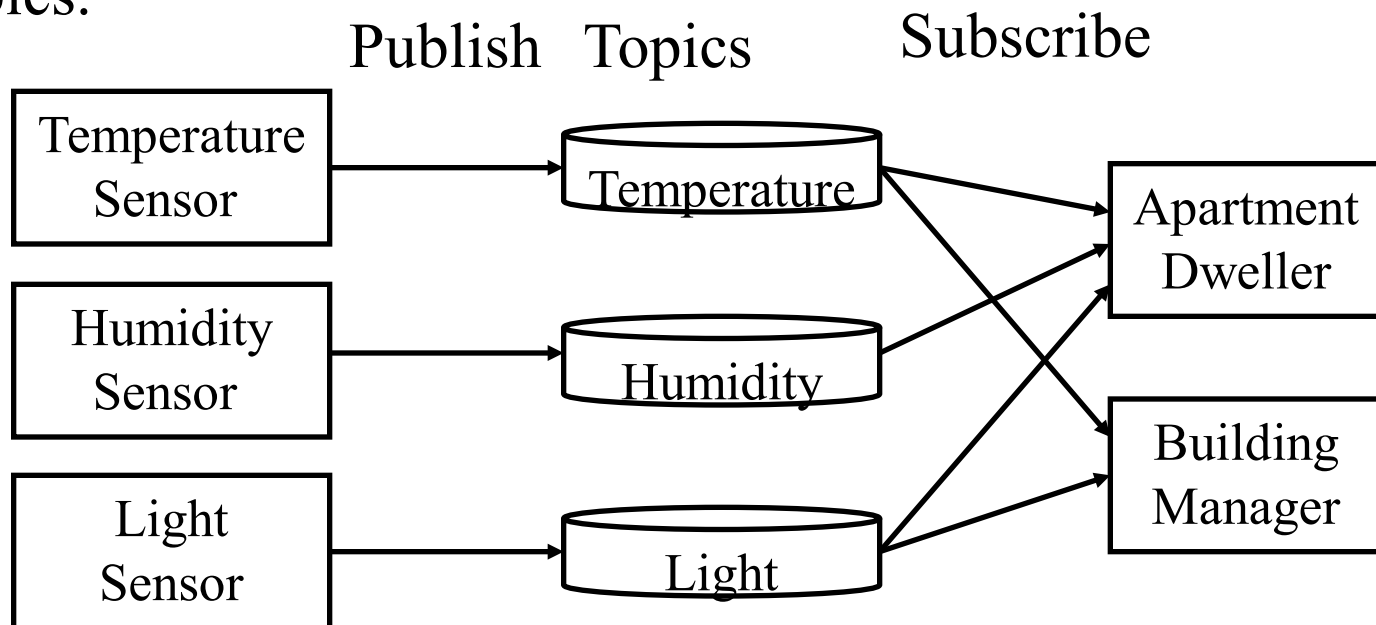 Publish Topics Subscribe
Temperature
Sensor
Temperature
Apartment
Dweller
Humidity
Sensor
Humidity
Building
Manager
Light
Sensor
Light